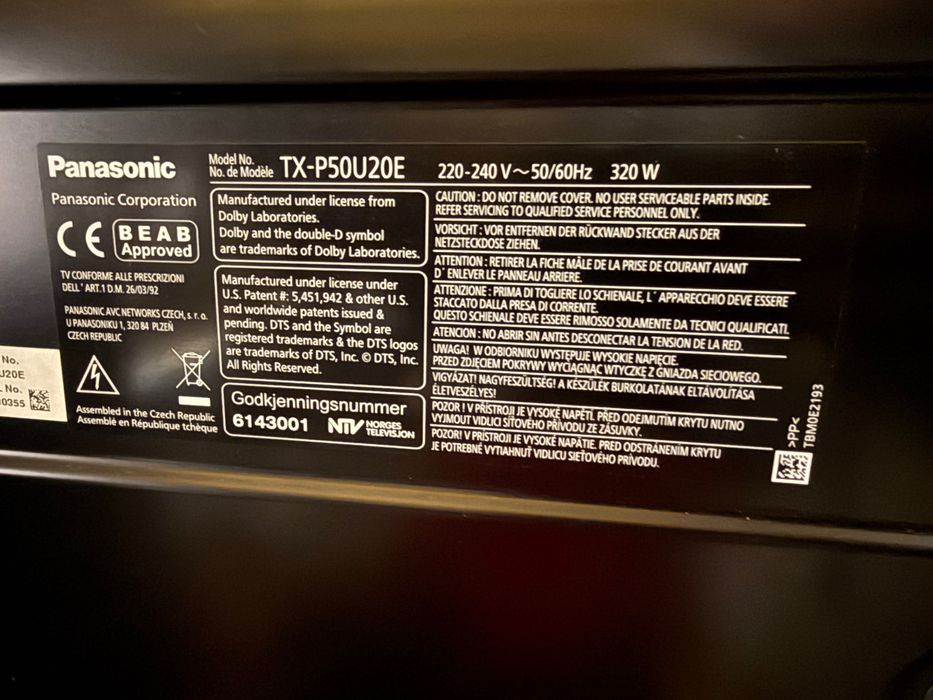 Panasonic
Model No.
No. de Modèle
TX-P50U20E
220-240 V~50/60Hz 320 W
Panasonic Corporation
CE
BEAB
Approved
TV CONFORME ALLE PRESCRIZIONI
DELL' ART.1 D.M. 26/03/92
PANASONIC AVC NETWORKS CZECH, s. r. o.
U PANASONIKU 1, 320 84 PLZEŇ
CZECH REPUBLIC
Assembled in the Czech Republic
Assemblé en République tchèque
Manufactured under license from
Dolby Laboratories.
Dolby and the double-D symbol
are trademarks of Dolby Laboratories.
Manufactured under license under
U.S. Patent #: 5,451,942 & other U.S.
and worldwide patents issued &
pending. DTS and the Symbol are
registered trademarks & the DTS logos
are trademarks of DTS, Inc. © DTS, Inc.
All Rights Reserved.
Godkjenningsnummer
6143001
NTV NORGES
TELEVISJON
CAUTION : DO NOT REMOVE COVER. NO USER SERVICEABLE PARTS INSIDE.
REFER SERVICING TO QUALIFIED SERVICE PERSONNEL ONLY.
VORSICHT : VOR ENTFERNEN DER RÜCKWAND STECKER AUS DER
NETZSTECKDOSE ZIEHEN.
ATTENTION : RETIRER LA FICHE MÂLE DE LA PRISE DE COURANT AVANT
D' ENLEVER LE PANNEAU ARRIERE.
ATTENZIONE : PRIMA DI TOGLIERE LO SCHIENALE, L' APPARECCHIO DEVE ESSERE
STACCATO DALLA PRESA DI CORRENTE.
QUESTO SCHIENALE DEVE ESSERE RIMOSSO SOLAMENTE DA TECNICI QUALIFICATI.
ATENCION : NO ABRIR SIN ANTES DESCONECTAR LA TENSION DE LA RED.
UWAGA! W ODBIORNIKU WYSTĘPUJE WYSOKIE NAPIĘCIE.
PRZED ZDJĘCIEM POKRYWY WYCIĄGNĄĆ WTYCZKĘ Z GNIAZDA SIECIOWEGO.
VIGYÁZAT! NAGYFESZÜLTSÉG! A KÉSZÜLÉK BURKOLATÁNAK ELTÁVOLÍTÁSA
ÉLETVESZÉLYES!
POZOR ! V PŘÍSTROJI JE VYSOKÉ NAPĚTÍ. PŘED ODEJMUTÍM KRYTU NUTNO
VYJMOUT VIDLICI SÍŤOVÉHO PŘÍVODU ZE ZÁSUVKY.
POZOR! V PRÍSTROJI JE VYSOKÉ NAPÄTIE. PRED ODSTRÁNENÍM KRYTU
JE POTREBNÉ VYTIAHNUŤ VIDLICU SIEŤOVÉHO PRÍVODU.
>PP<
TBM0E2193
No.
U20E
No.
0355